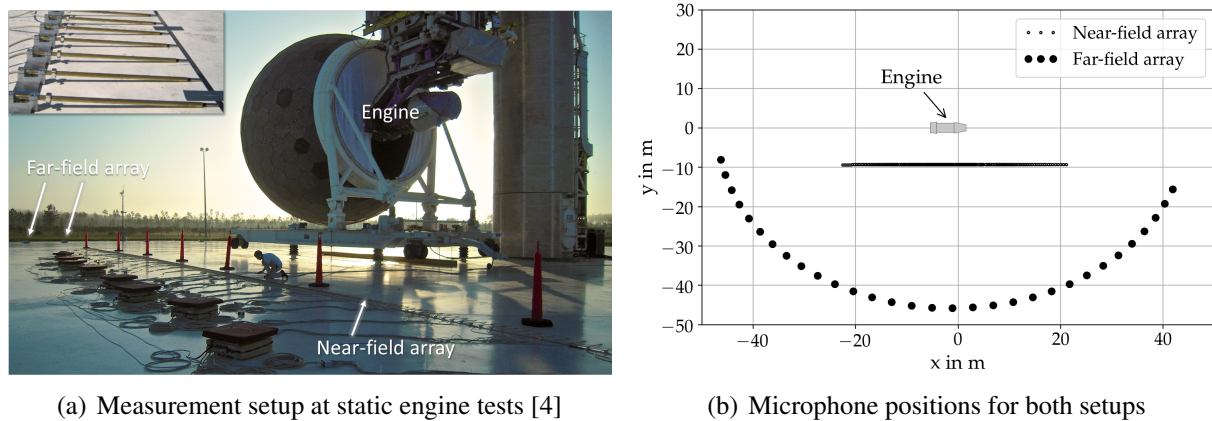 Engine
Far-field array
Near-field array
(a) Measurement setup at static engine tests [4]
30
20
10
0
−10
−20
−30
−40
−50
y in m
−40
−20
0
20
40
x in m
Engine
Near-field array
Far-field array
(b) Microphone positions for both setups